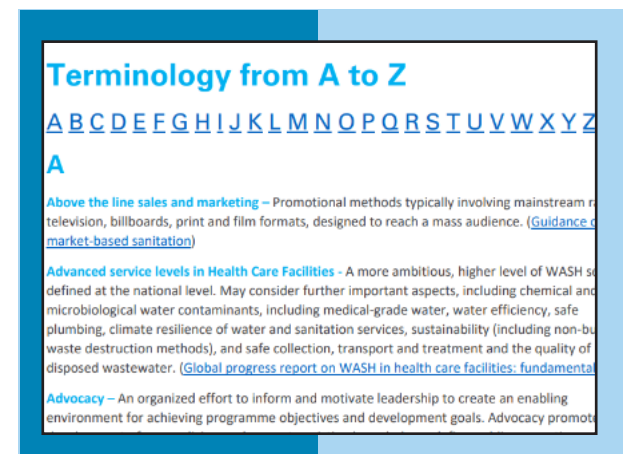 Terminology from A to Z
A B C D E F G H I J K L M N O P Q R S T U V W X Y Z
A
Above the line sales and marketing – Promotional methods typically involving mainstream
television, billboards, print and film formats, designed to reach a mass audience. (Guidance
market-based sanitation)
Advanced service levels in Health Care Facilities - A more ambitious, higher level of WASH
defined at the national level. May consider further important aspects, including chemical and
microbiological water contaminants, including medical-grade water, water efficiency, safe
plumbing, climate resilience of water and sanitation services, sustainability (including
waste destruction methods), and safe collection, transport and treatment and the quality of
disposed wastewater. (Global progress report on WASH in health care facilities: fundamental
Advocacy – An organized effort to inform and motivate leadership to create an enabling
environment for achieving programme objectives and development goals. Advocacy